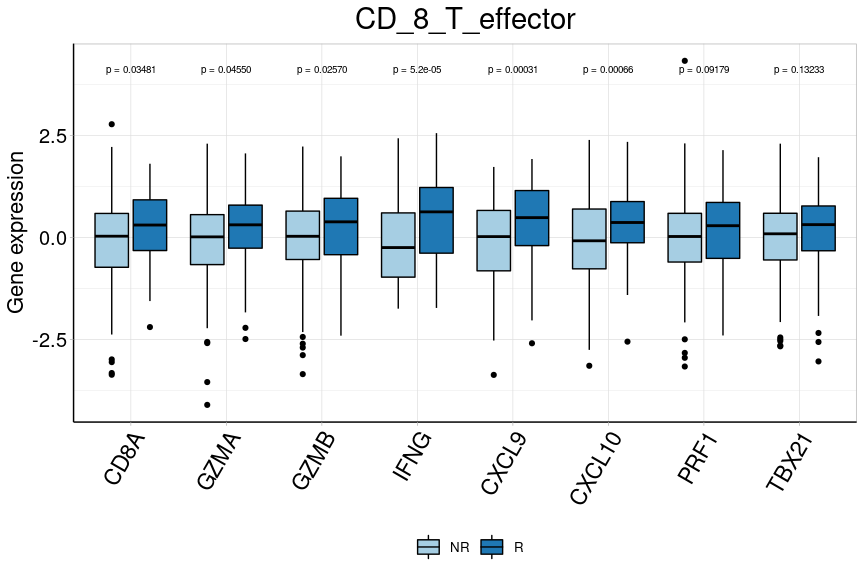 CD_8_T_effector
p = 0.03481 p = 0.04550 p = 0.02570 p = 5.2e-05 p = 0.00031 p = 0.00066 p = 0.09179 p = 0.13233
Gene expression
2.5
0.0
-2.5
CD8A GZMA GZMB IFNG CXCL9 CXCL10 PRF1 TBX21
NR R